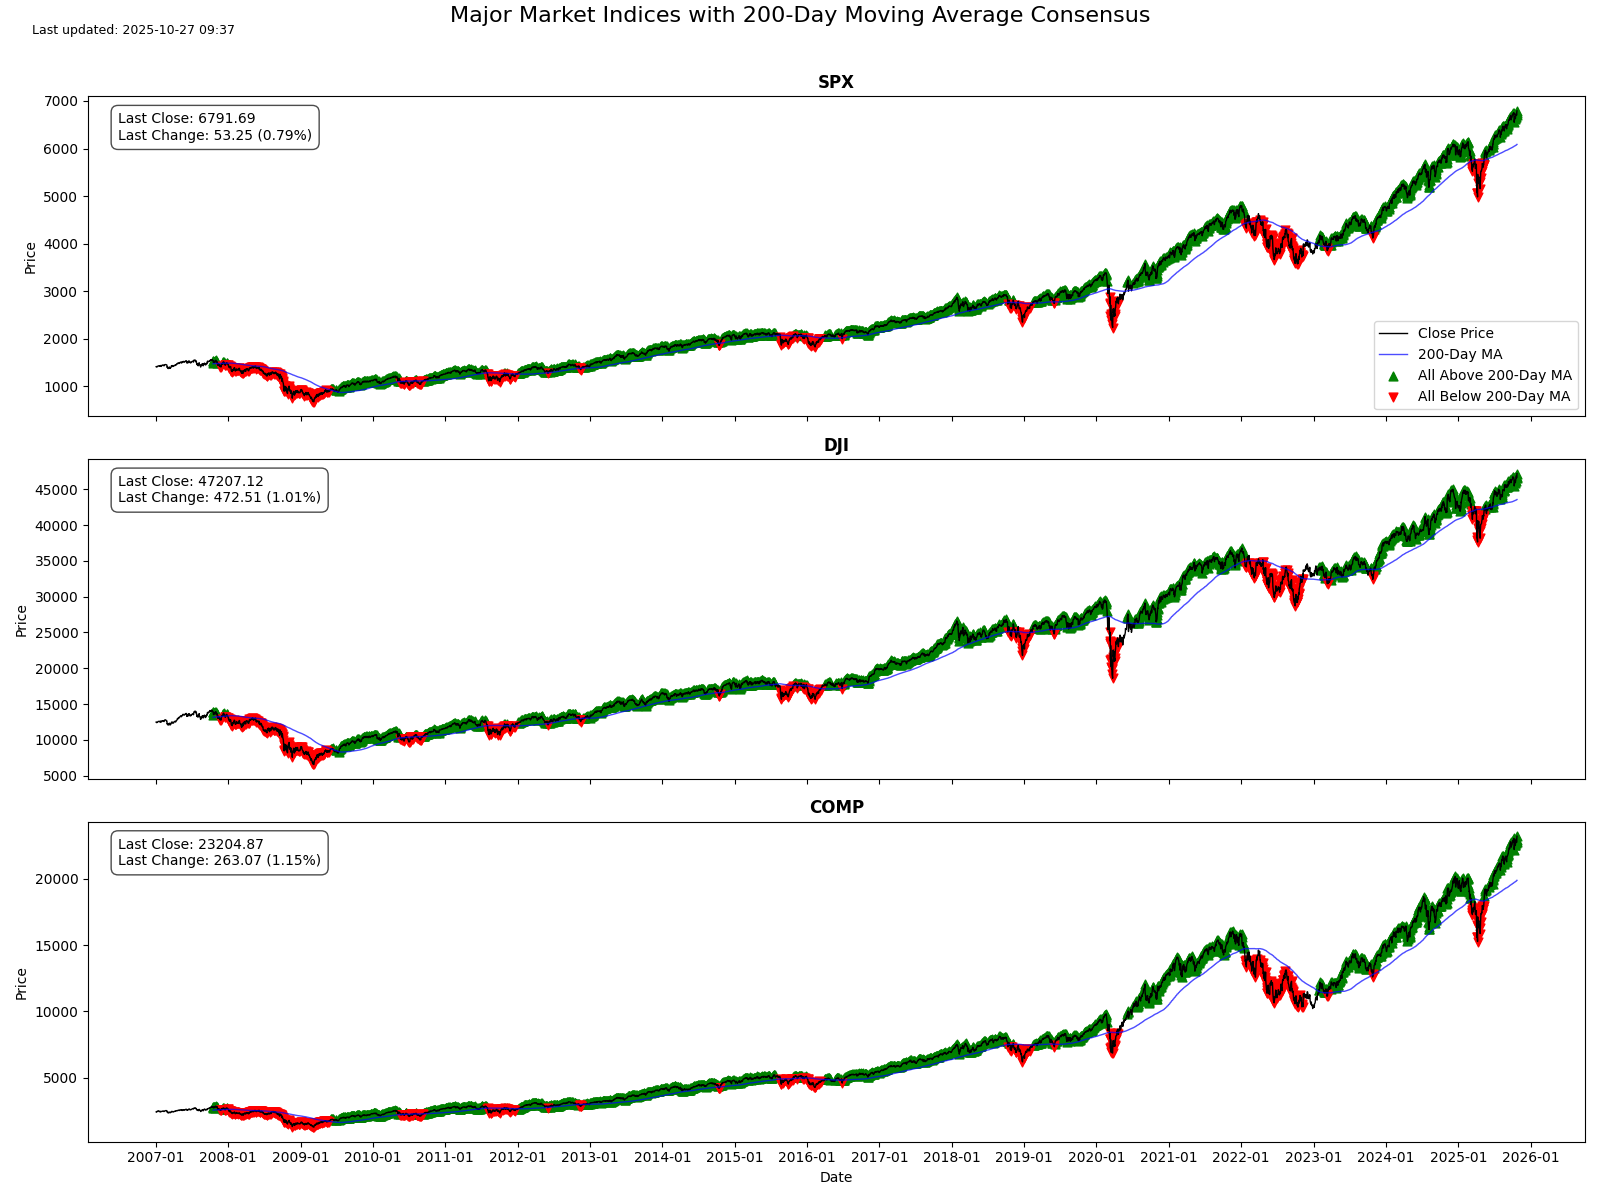 Major Market Indices with 200-Day Moving Average Consensus
Last updated: 2025-10-27 09:37
SPX
Last Close: 6791.69
Last Change: 53.25 (0.79%)
7000
6000
5000
4000
3000
2000
1000
Price
Close Price
200-Day MA
All Above 200-Day MA
All Below 200-Day MA
DJI
Last Close: 47207.12
Last Change: 472.51 (1.01%)
45000
40000
35000
30000
25000
20000
15000
10000
5000
Price
COMP
Last Close: 23204.87
Last Change: 263.07 (1.15%)
20000
15000
10000
5000
Price
2007-01 2008-01 2009-01 2010-01 2011-01 2012-01 2013-01 2014-01 2015-01 2016-01 2017-01 2018-01 2019-01 2020-01 2021-01 2022-01 2023-01 2024-01 2025-01 2026-01
Date